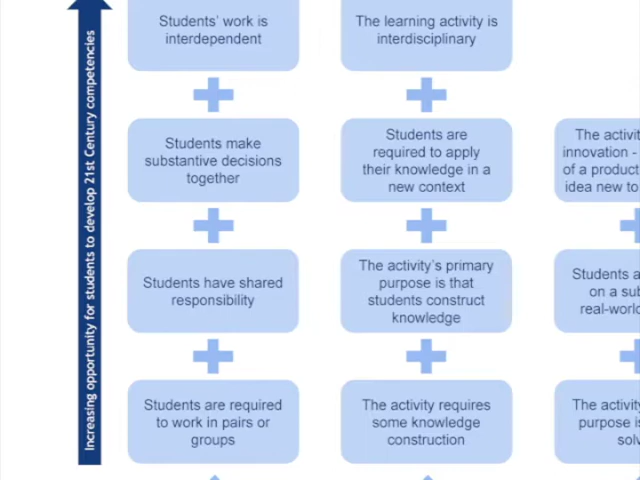 Increasing opportunity for students to develop 21st Century competencies
Students' work is
interdependent
The learning activity is
interdisciplinary
Students make
substantive decisions
together
Students are
required to apply
their knowledge in a
new context
The activit
innovation -
of a product
idea new to
Students have shared
responsibility
The activity's primary
purpose is that
students construct
knowledge
Students a
on a sub
real-worl
Students are required
to work in pairs or
groups
The activity requires
some knowledge
construction
The activity
purpose is
solv